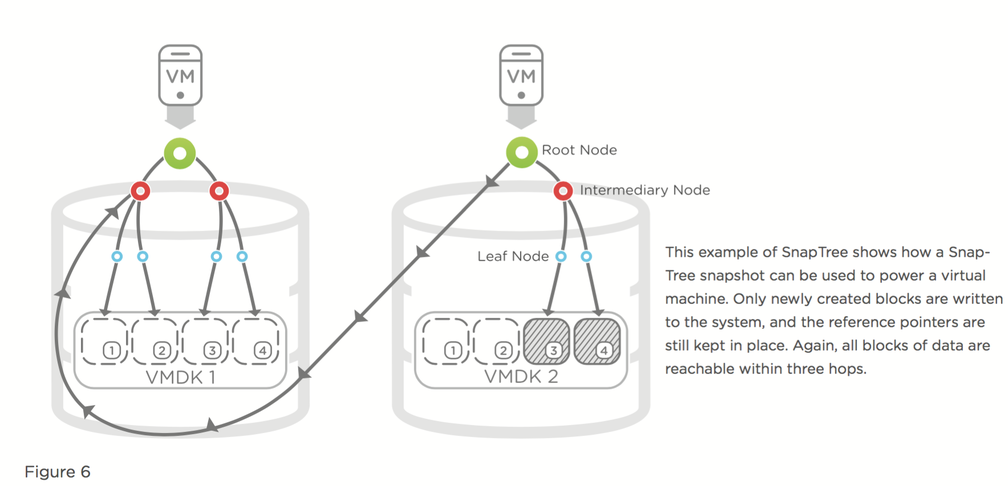 VM
VM
Root Node
Intermediary Node
Leaf Node
1
2
3
4
VMDK 1
1
2
3
4
VMDK 2
This example of SnapTree shows how a Snap-
Tree snapshot can be used to power a virtual
machine. Only newly created blocks are written
to the system, and the reference pointers are
still kept in place. Again, all blocks of data are
reachable within three hops.
Figure 6